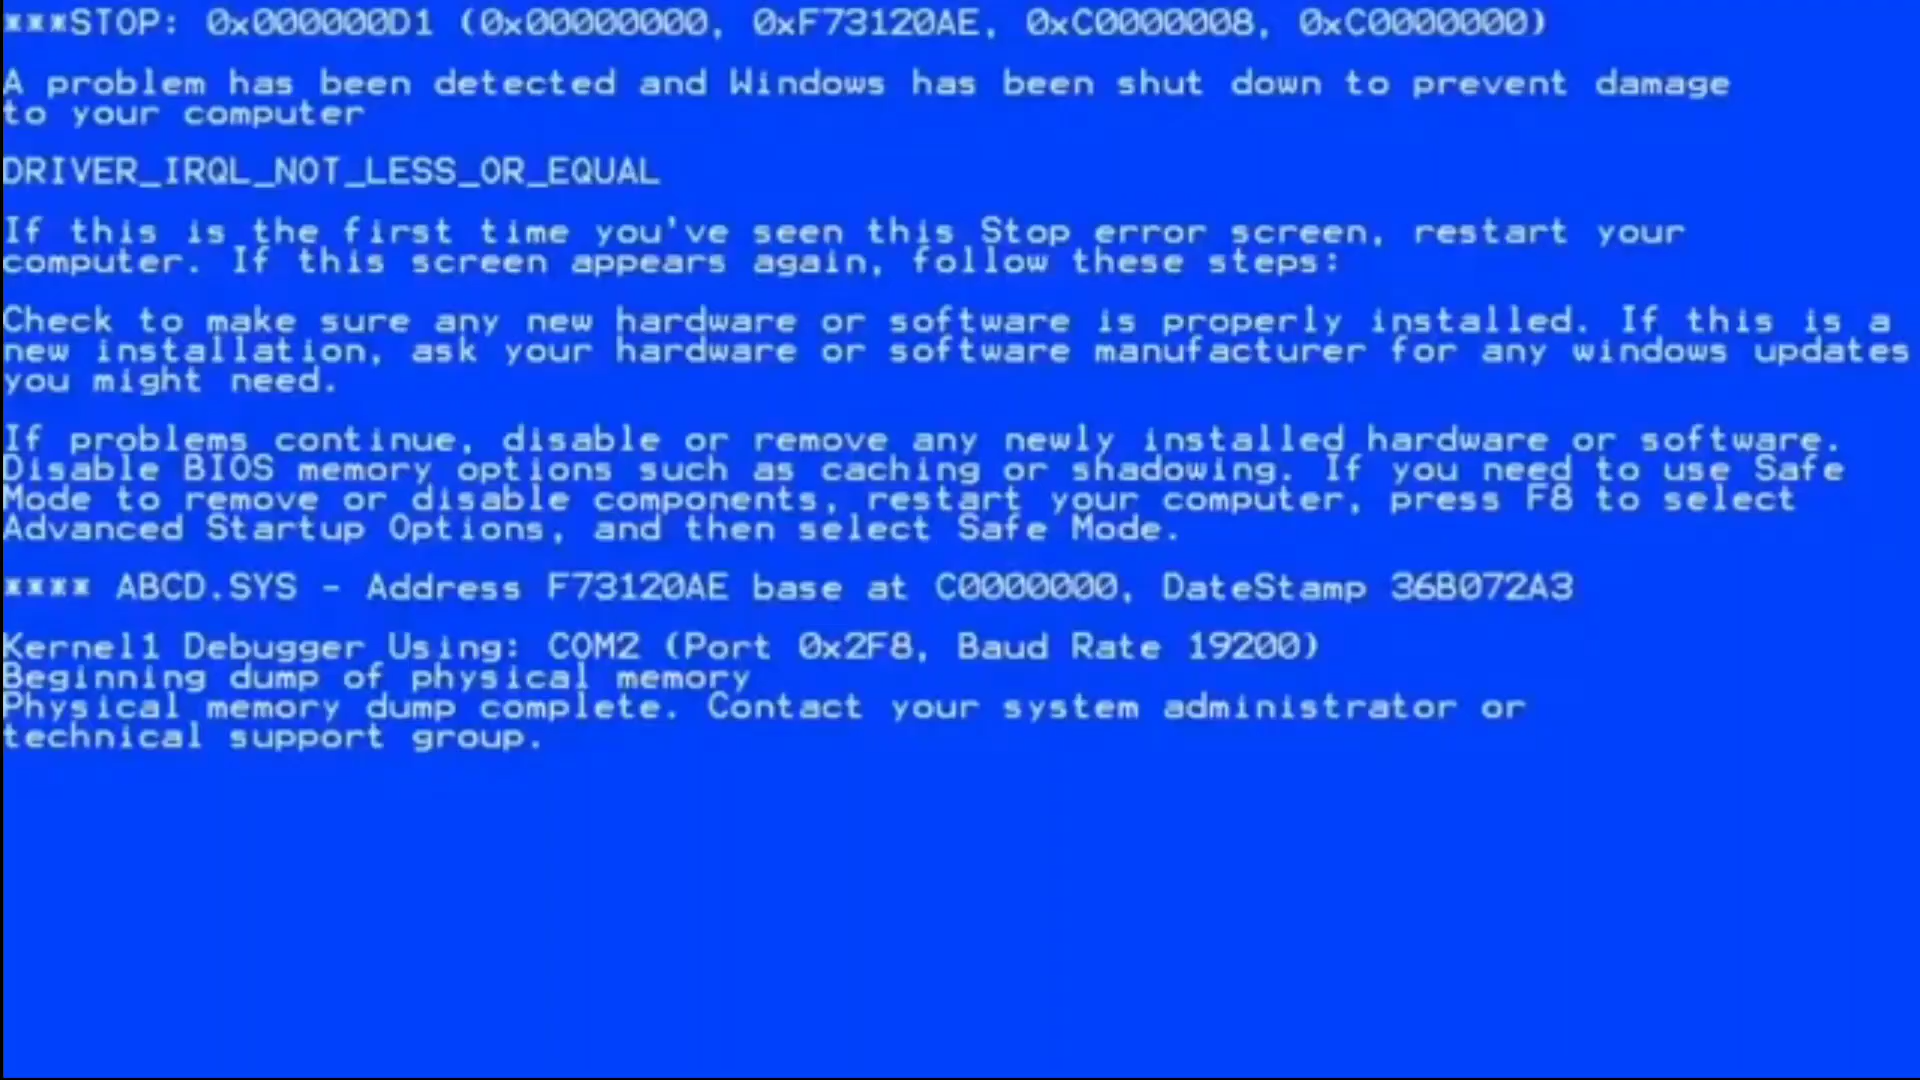 ***STOP: 0x000000D1 (0x00000000, 0xF73120AE, 0xC0000008, 0xC0000000)
A problem has been detected and Windows has been shut down to prevent damage
to your computer
DRIVER_IRQL_NOT_LESS_OR_EQUAL
If this is the first time you've seen this Stop error screen, restart your
computer. If this screen appears again, follow these steps:
Check to make sure any new hardware or software is properly installed. If this is a
new installation, ask your hardware or software manufacturer for any windows updates
you might need.
If problems continue, disable or remove any newly installed hardware or software.
Disable BIOS memory options such as caching or shadowing. If you need to use Safe
Mode to remove or disable components, restart your computer, press F8 to select
Advanced Startup Options, and then select Safe Mode.
**** ABCD.SYS - Address F73120AE base at C0000000, DateStamp 36B072A3
Kernel1 Debugger Using: COM2 (Port 0x2F8, Baud Rate 19200)
Beginning dump of physical memory
Physical memory dump complete. Contact your system administrator or
technical support group.